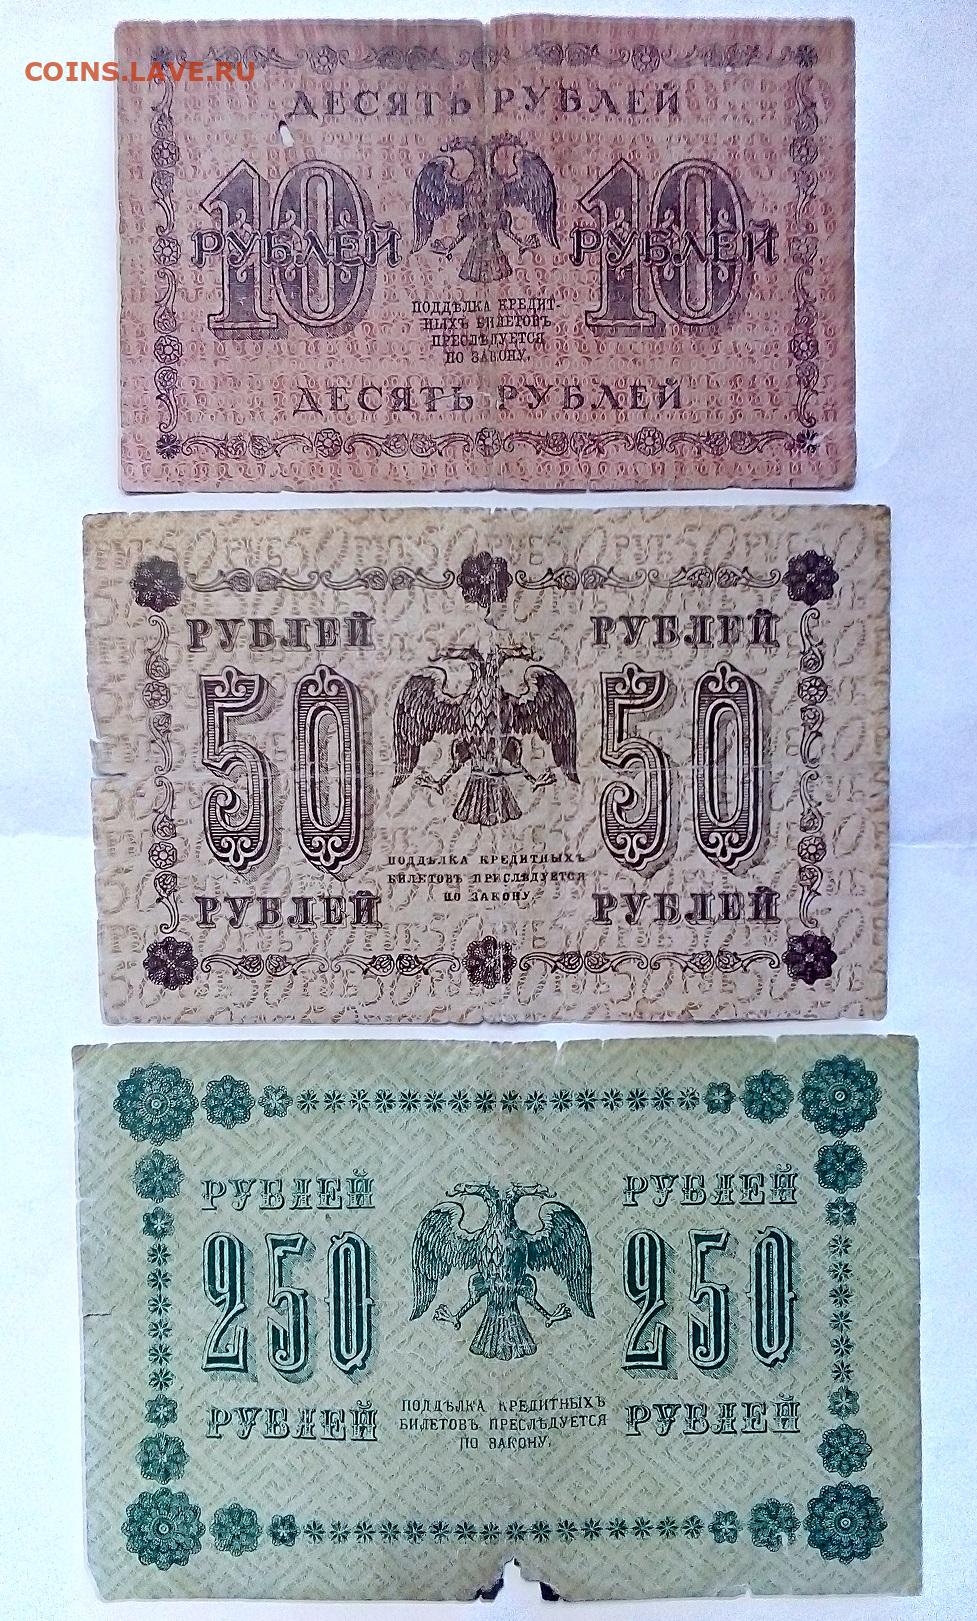 COINS.LAVE.RU
ДЕСЯТЬ РУБЛЕЙ
10 10
РУБЛЕЙ РУБЛЕЙ
ПОДДѢЛКА КРЕДИТ-
НЫХЪ БИЛЕТОВЪ
ПРЕСЛѢДУЕТСЯ
ПО ЗАКОНУ.
ДЕСЯТЬ РУБЛЕЙ
РУБЛЕЙ РУБЛЕЙ
50 50
ПОДДѢЛКА КРЕДИТНЫХЪ
БИЛЕТОВЪ ПРЕСЛѢДУЕТСЯ
ПО ЗАКОНУ.
РУБЛЕЙ РУБЛЕЙ
РУБЛЕЙ РУБЛЕЙ
250 250
ПОДДѢЛКА КРЕДИТНЫХЪ
БИЛЕТОВЪ ПРЕСЛѢДУЕТСЯ
ПО ЗАКОНУ.
РУБЛЕЙ РУБЛЕЙ